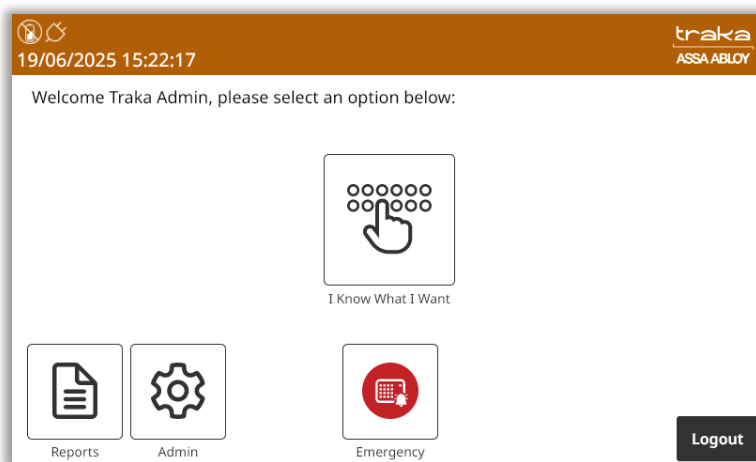 traka
19/06/2025 15:22:17
ASSA ABLOY
Welcome Traka Admin, please select an option below:
I Know What I Want
Reports
Admin
Emergency
Logout